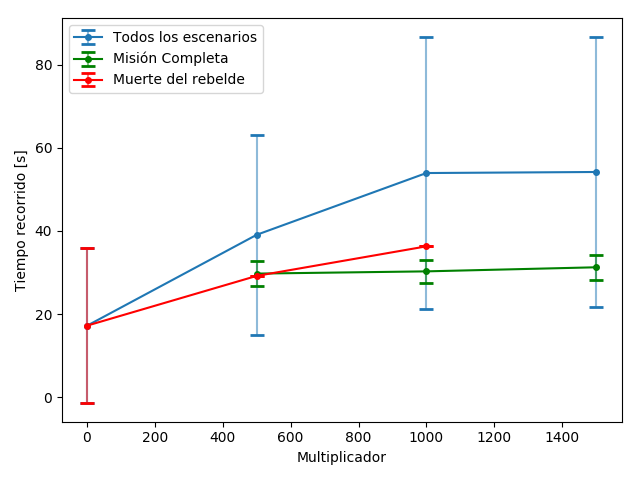 Todos los escenarios
Misión Completa
Muerte del rebelde
Tiempo recorrido [s]
80
60
40
20
0
0 200 400 600 800 1000 1200 1400
Multiplicador